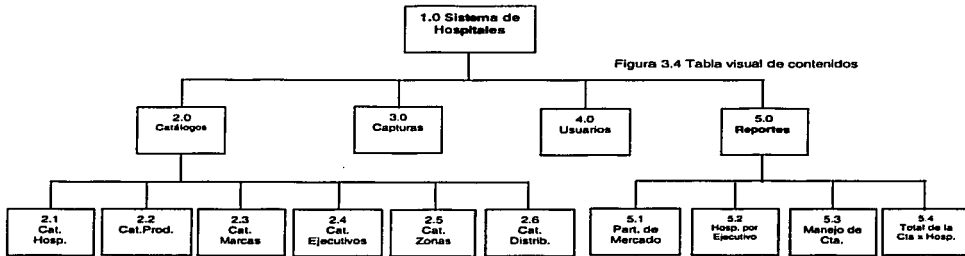 1.0 Sistema de
Hospitales
Figura 3.4 Tabla visual de contenidos
2.0
Catálogos
3.0
Capturas
4.0
Usuarios
5.0
Reportes
2.1
Cat.
Hosp.
2.2
Cat.Prod.
2.3
Cat.
Marcas
2.4
Cat.
Ejecutivos
2.5
Cat.
Zonas
2.6
Cat.
Distrib.
5.1
Part. de
Mercado
5.2
Hosp. por
Ejecutivo
5.3
Manejo de
Cta.
5.4
Total de la
Cta x Hosp.